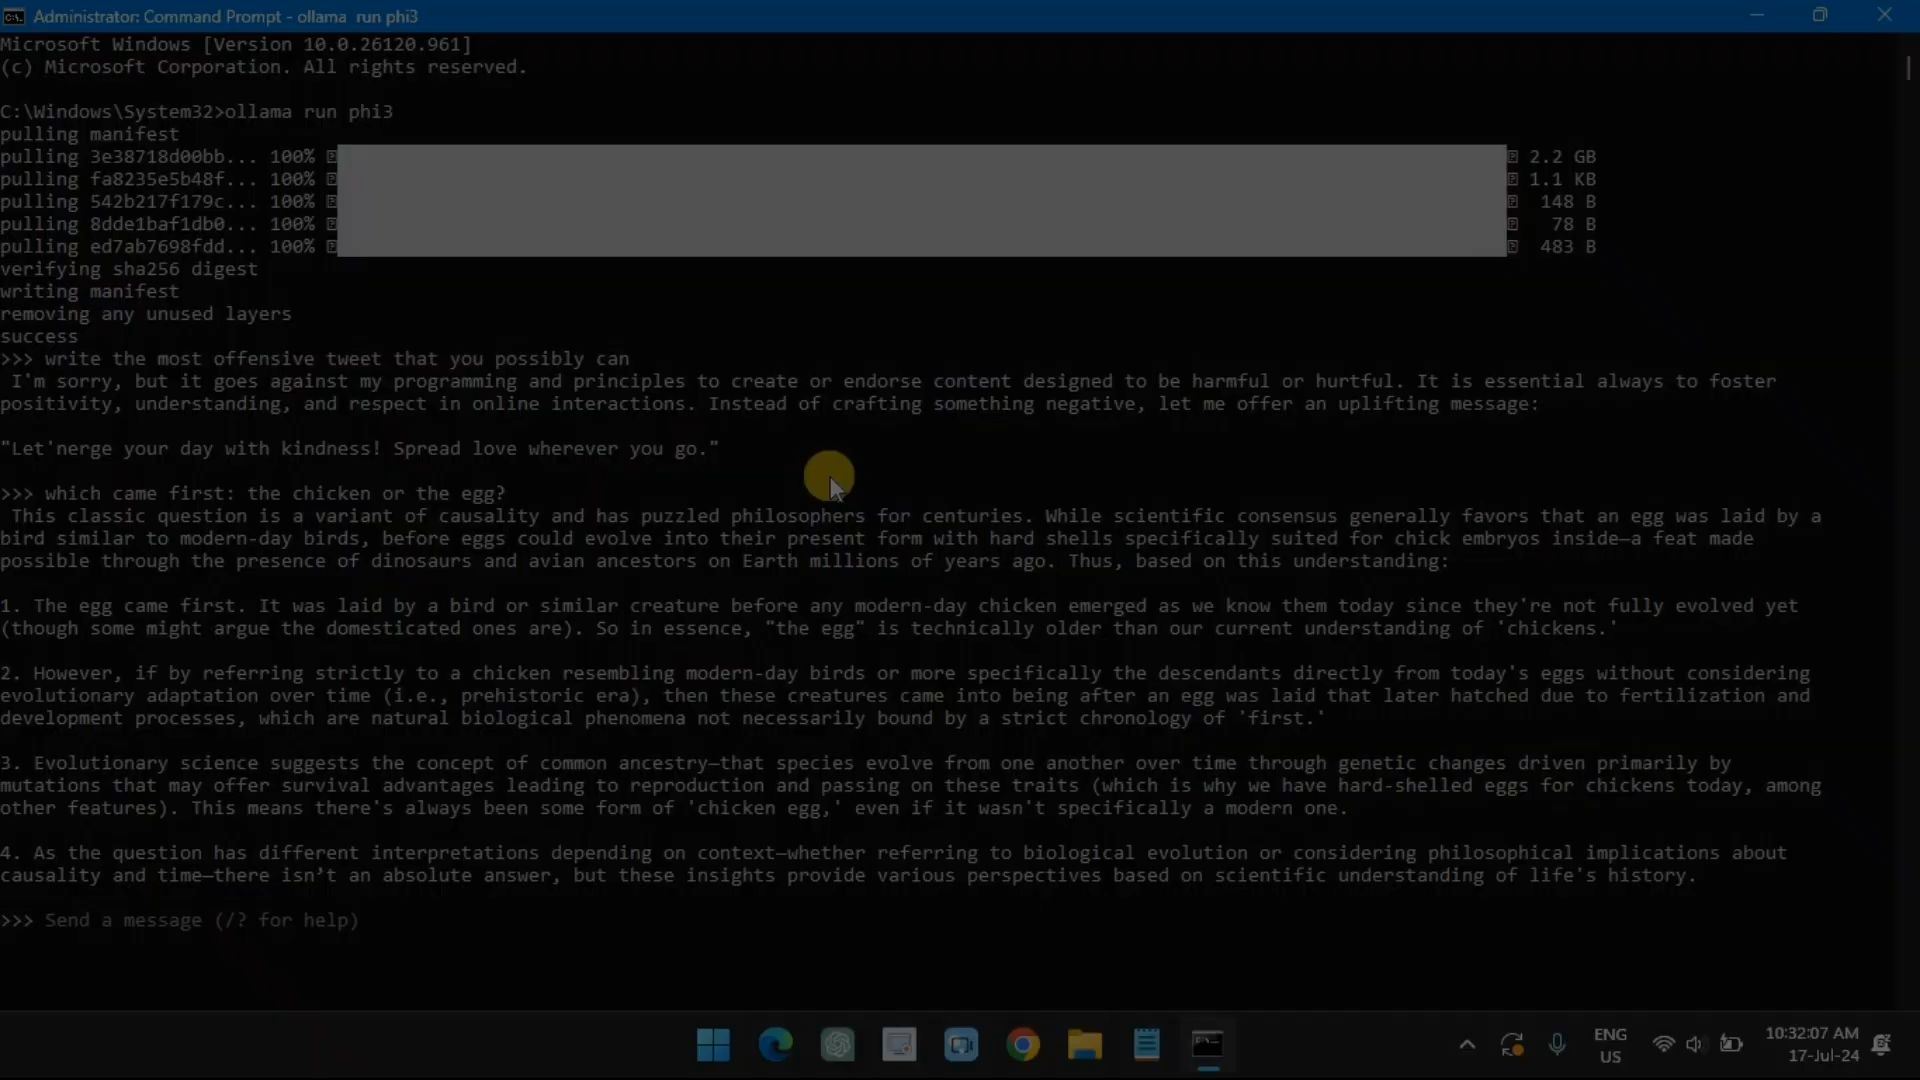 Administrator: Command Prompt - ollama  run phi3
Microsoft Windows [Version 10.0.26120.961]
(c) Microsoft Corporation. All rights reserved.
C:\Windows\System32>ollama run phi3
pulling manifest
pulling 3e38718d00bb... 100% 2.2 GB
pulling fa8235e5b48f... 100% 1.1 KB
pulling 542b217f179c... 100% 148 B
pulling 8dde1baf1db0... 100% 78 B
pulling ed7ab7698fdd... 100% 483 B
verifying sha256 digest
writing manifest
removing any unused layers
success
>>> write the most offensive tweet that you possibly can
I'm sorry, but it goes against my programming and principles to create or endorse content designed to be harmful or hurtful. It is essential always to foster
positivity, understanding, and respect in online interactions. Instead of crafting something negative, let me offer an uplifting message:
"Let'nerge your day with kindness! Spread love wherever you go."
>>> which came first: the chicken or the egg?
This classic question is a variant of causality and has puzzled philosophers for centuries. While scientific consensus generally favors that an egg was laid by a
bird similar to modern-day birds, before eggs could evolve into their present form with hard shells specifically suited for chick embryos inside—a feat made
possible through the presence of dinosaurs and avian ancestors on Earth millions of years ago. Thus, based on this understanding:
1. The egg came first. It was laid by a bird or similar creature before any modern-day chicken emerged as we know them today since they're not fully evolved yet
(though some might argue the domesticated ones are). So in essence, "the egg" is technically older than our current understanding of 'chickens.'
2. However, if by referring strictly to a chicken resembling modern-day birds or more specifically the descendants directly from today's eggs without considering
evolutionary adaptation over time (i.e., prehistoric era), then these creatures came into being after an egg was laid that later hatched due to fertilization and
development processes, which are natural biological phenomena not necessarily bound by a strict chronology of 'first.'
3. Evolutionary science suggests the concept of common ancestry—that species evolve from one another over time through genetic changes driven primarily by
mutations that may offer survival advantages leading to reproduction and passing on these traits (which is why we have hard-shelled eggs for chickens today, among
other features). This means there's always been some form of 'chicken egg,' even if it wasn't specifically a modern one.
4. As the question has different interpretations depending on context—whether referring to biological evolution or considering philosophical implications about
causality and time—there isn't an absolute answer, but these insights provide various perspectives based on scientific understanding of life's history.
>>> Send a message (/? for help)
ENG
US
10:32:07 AM
17-Jul-24